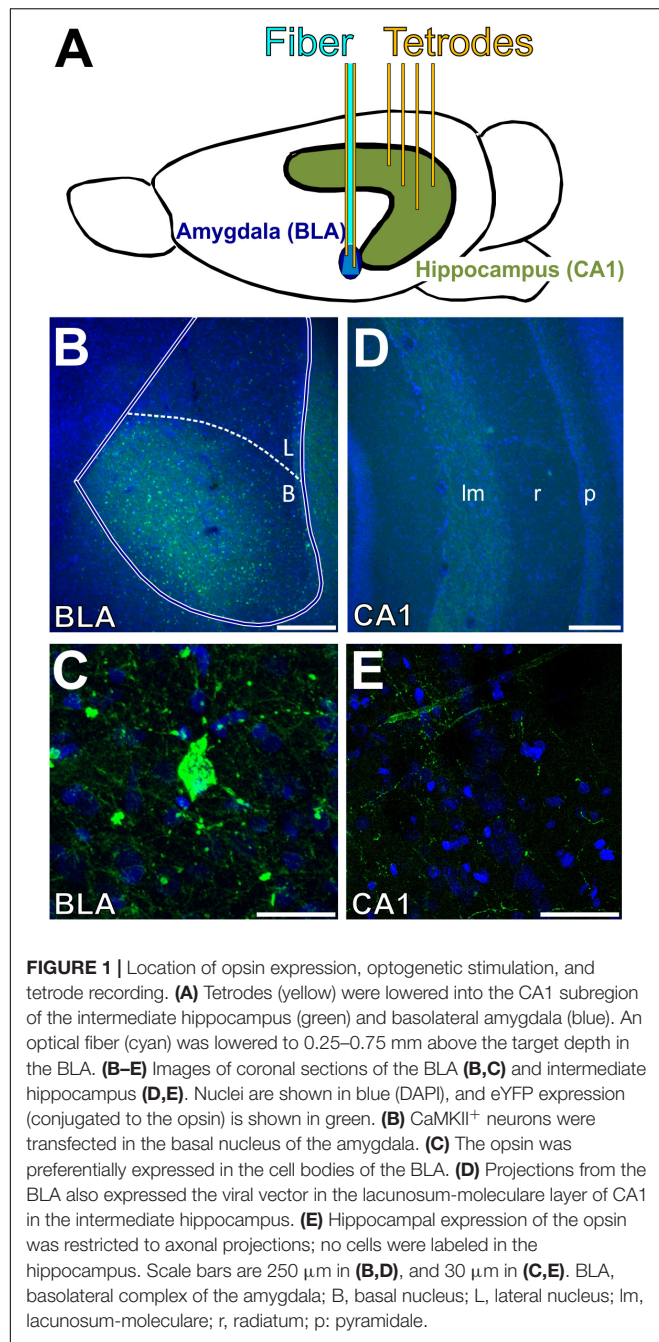 A
Fiber Tetrodes
Amygdala (BLA)
Hippocampus (CA1)
B
L
B
BLA
D
lm r p
CA1
C
BLA
E
CA1
FIGURE 1 | Location of opsin expression, optogenetic stimulation, and
tetrode recording. (A) Tetrodes (yellow) were lowered into the CA1 subregion
of the intermediate hippocampus (green) and basolateral amygdala (blue). An
optical fiber (cyan) was lowered to 0.25–0.75 mm above the target depth in
the BLA. (B–E) Images of coronal sections of the BLA (B,C) and intermediate
hippocampus (D,E). Nuclei are shown in blue (DAPI), and eYFP expression
(conjugated to the opsin) is shown in green. (B) CaMKII⁺ neurons were
transfected in the basal nucleus of the amygdala. (C) The opsin was
preferentially expressed in the cell bodies of the BLA. (D) Projections from the
BLA also expressed the viral vector in the lacunosum-moleculare layer of CA1
in the intermediate hippocampus. (E) Hippocampal expression of the opsin
was restricted to axonal projections; no cells were labeled in the
hippocampus. Scale bars are 250 μm in (B,D), and 30 μm in (C,E). BLA,
basolateral complex of the amygdala; B, basal nucleus; L, lateral nucleus; lm,
lacunosum-moleculare; r, radiatum; p: pyramidale.